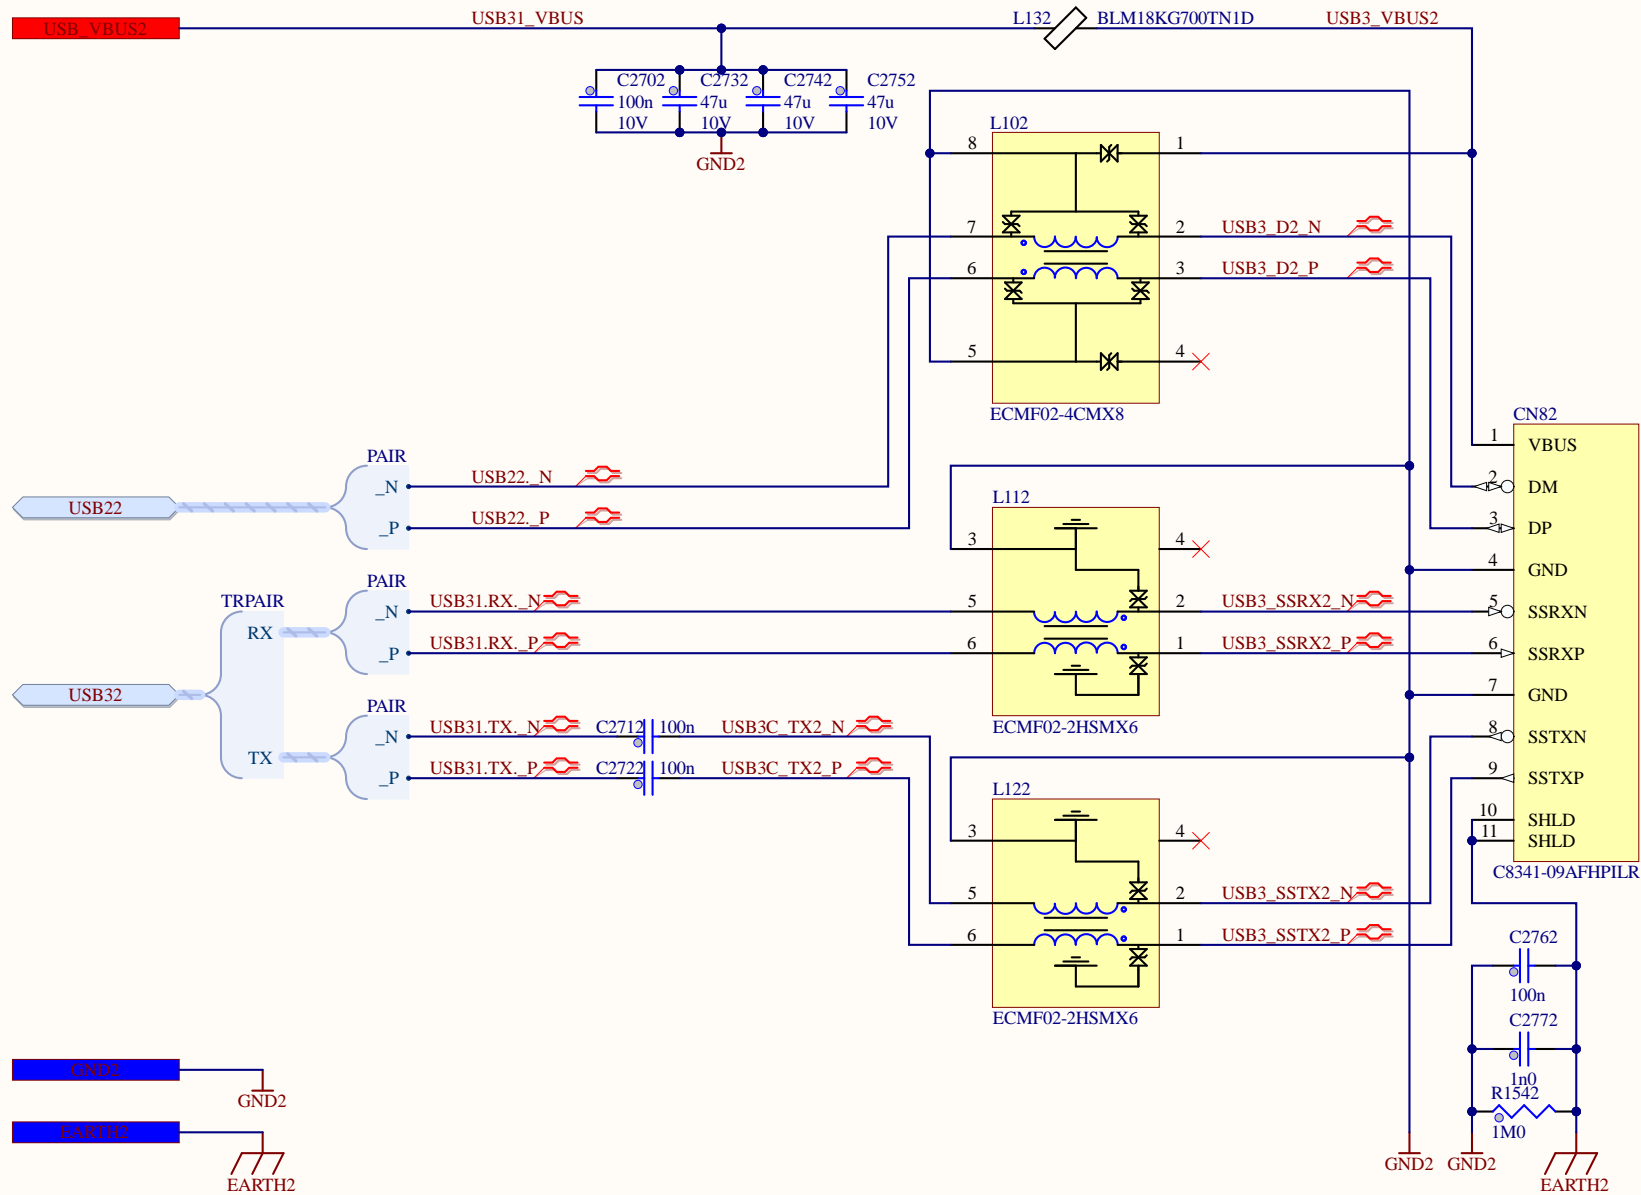 USB_VBUS2
USB31_VBUS
L132
BLM18KG700TN1D
USB3_VBUS2
C2702
100n
10V
C2732
47u
10V
C2742
47u
10V
C2752
47u
10V
GND2
L102
8
1
7
2
USB3_D2_N
6
3
USB3_D2_P
5
4
ECMF02-4CMX8
CN82
1
VBUS
2
DM
3
DP
4
GND
5
SSRXN
6
SSRXP
7
GND
8
SSTXN
9
SSTXP
10
SHLD
11
SHLD
C8341-09AFHPILR
PAIR
_N
USB22._N
USB22
_P
USB22._P
L112
3
4
5
2
USB3_SSRX2_N
6
1
USB3_SSRX2_P
ECMF02-2HSMX6
PAIR
TRPAIR
_N
USB31.RX._N
RX
_P
USB31.RX._P
USB32
PAIR
_N
USB31.TX._N
C2712
100n
USB3C_TX2_N
TX
_P
USB31.TX._P
C2722
100n
USB3C_TX2_P
L122
3
4
5
2
USB3_SSTX2_N
6
1
USB3_SSTX2_P
ECMF02-2HSMX6
C2762
100n
C2772
1n0
R1542
1M0
GND2
GND2
EARTH2
GND2
GND2
EARTH2
EARTH2